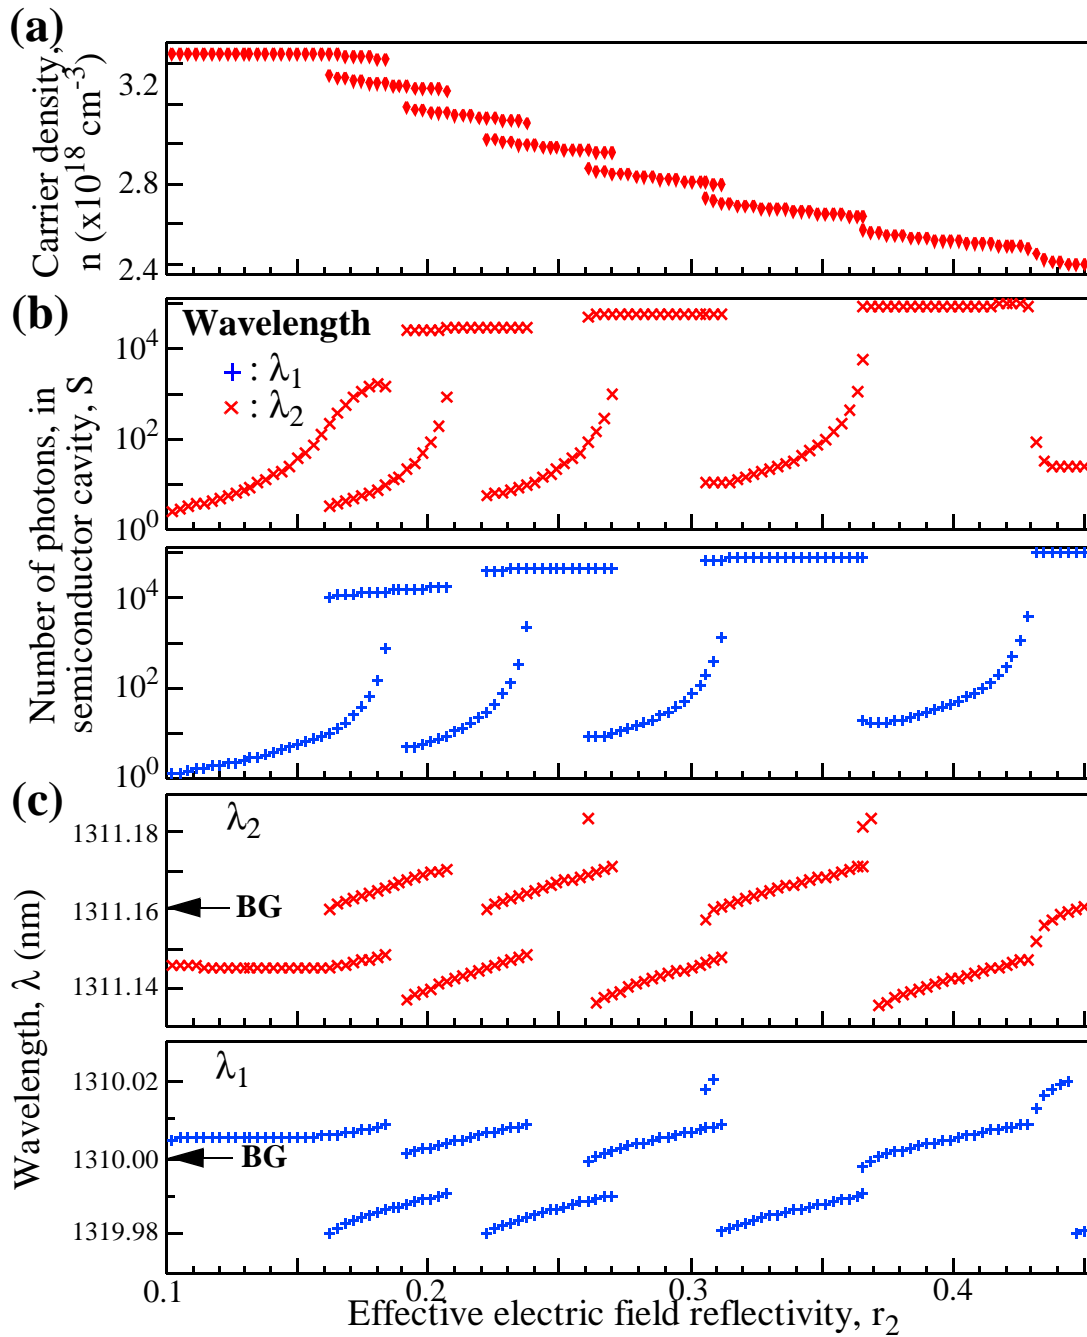 (a)
Carrier density,
n (x10^18 cm^-3)
3.2
2.8
2.4
(b)
Wavelength
+ : λ1
× : λ2
Number of photons, in
semiconductor cavity, S
10^4
10^2
10^0
10^4
10^2
10^0
(c)
λ2
1311.18
1311.16
BG
1311.14
Wavelength, λ (nm)
λ1
1310.02
1310.00
BG
1319.98
0.1
0.2
0.3
0.4
Effective electric field reflectivity, r2